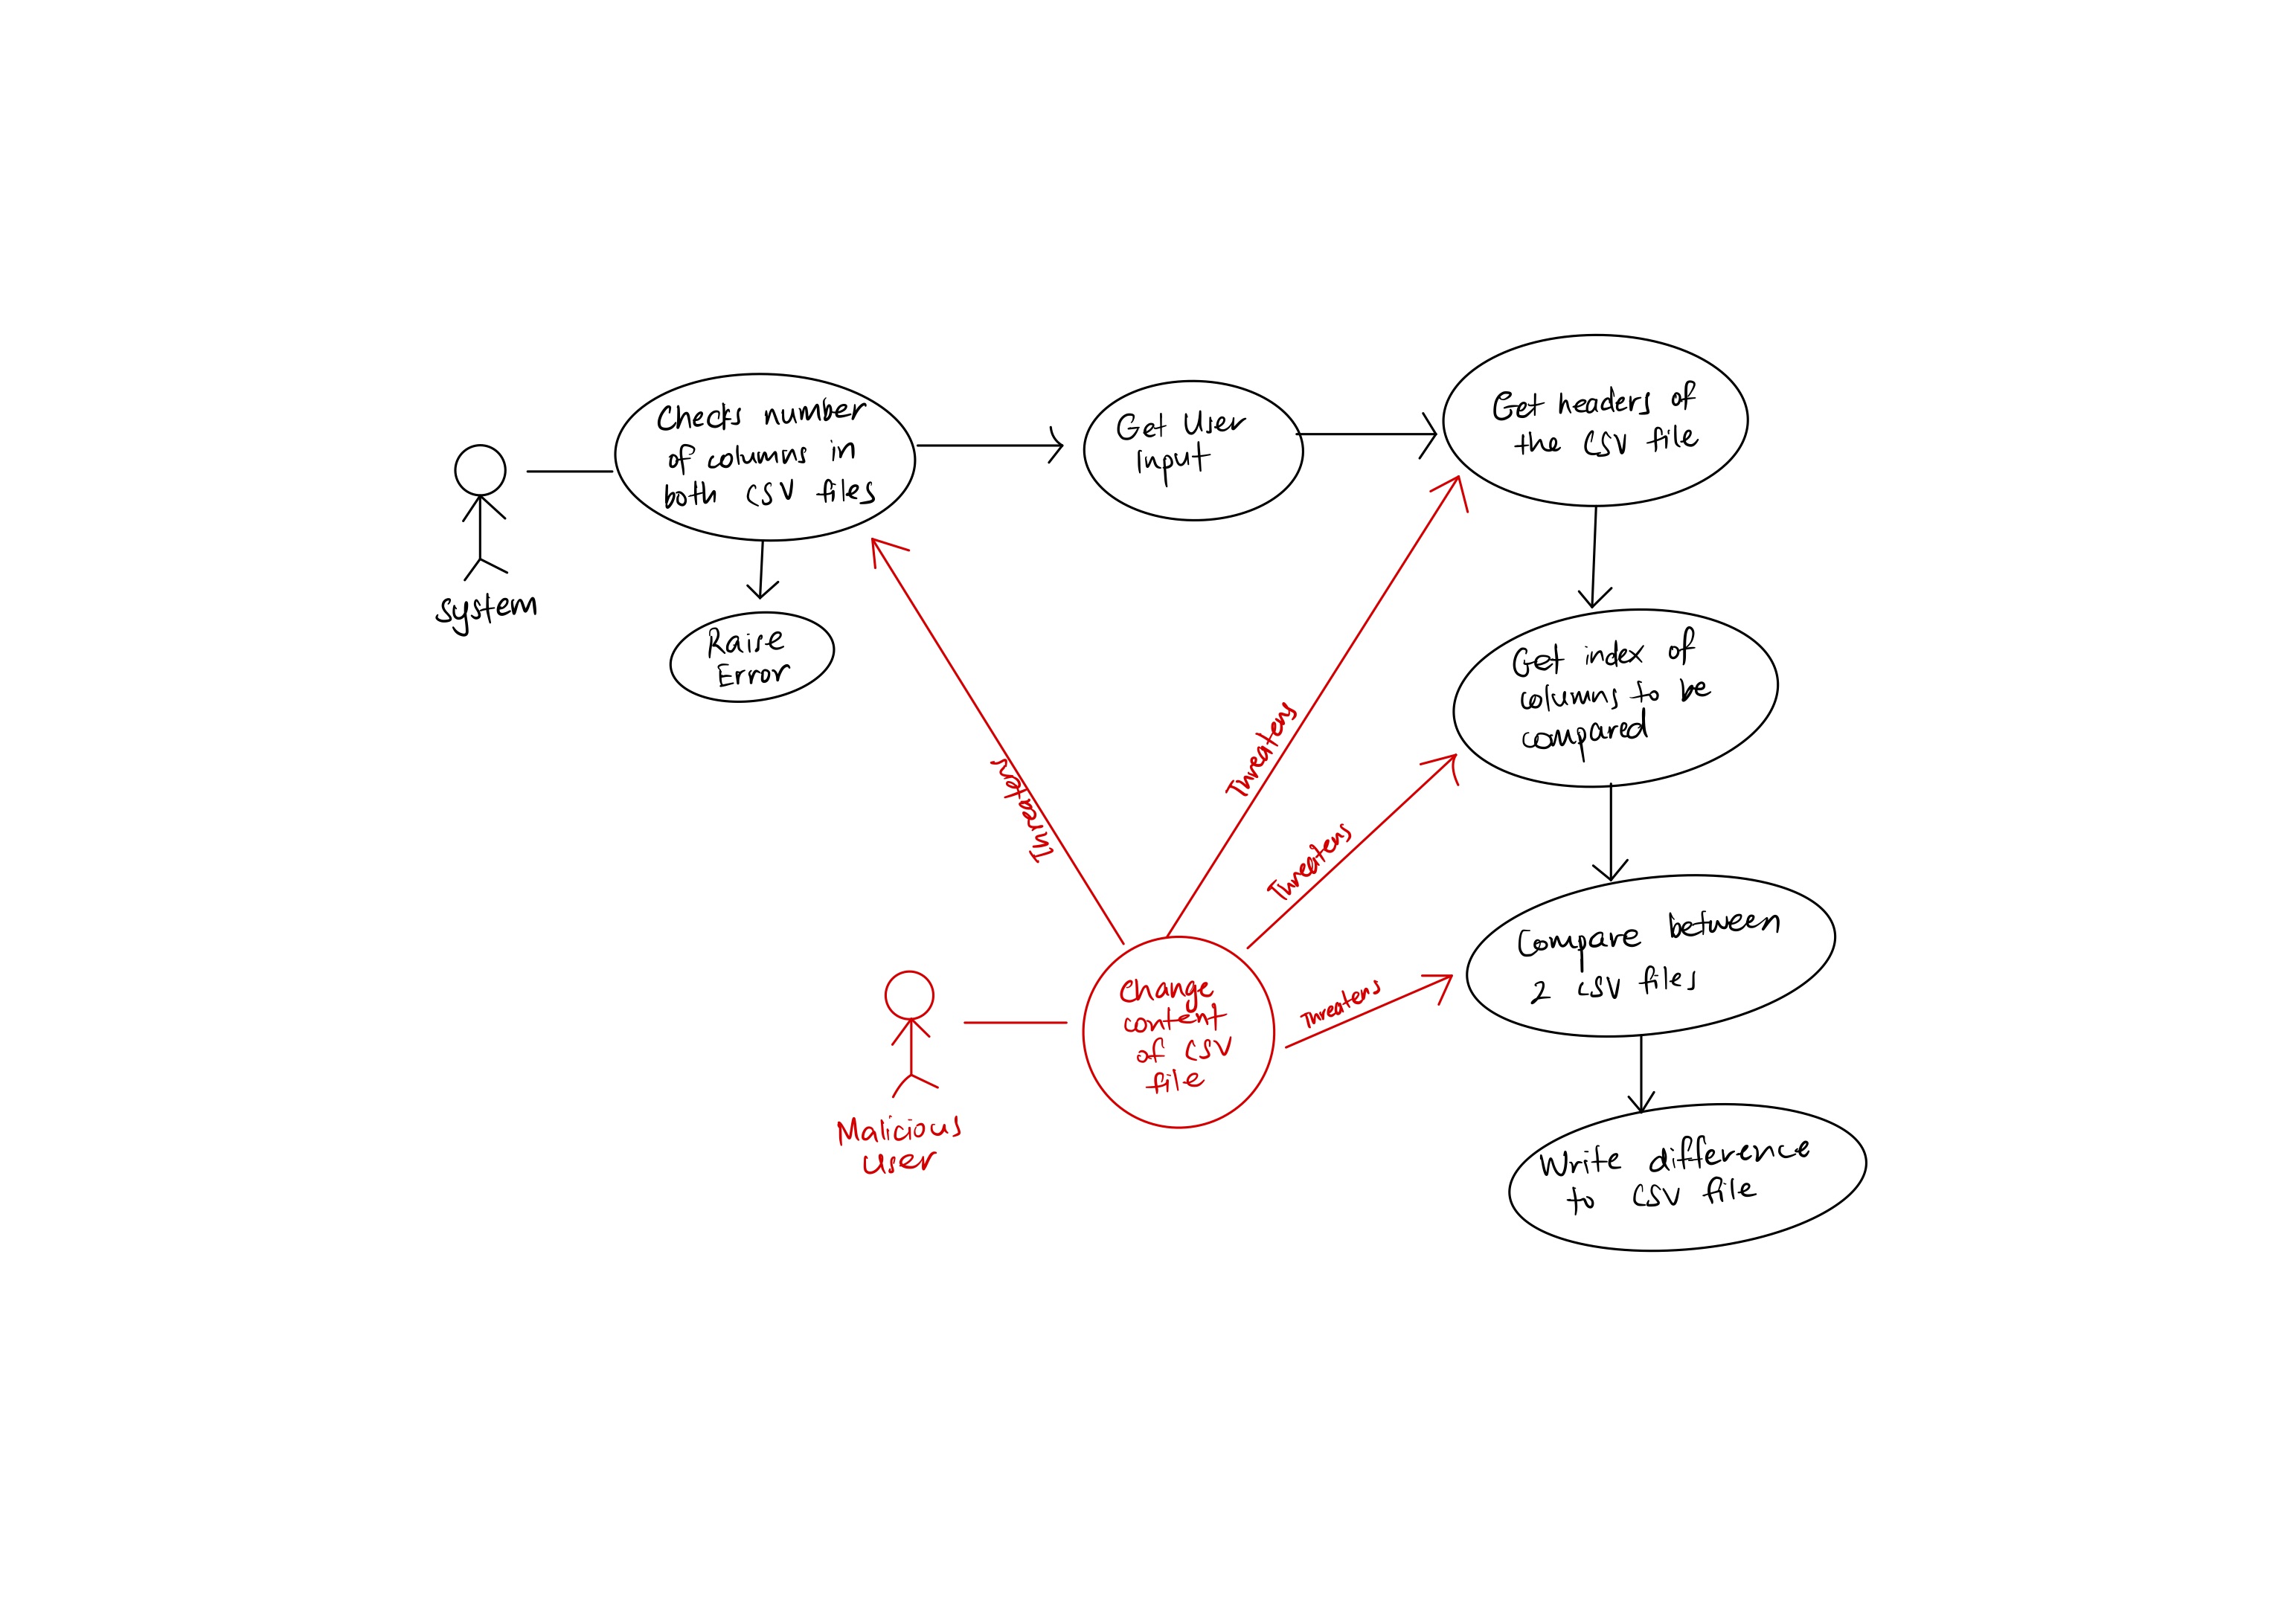 Checks number
of columns in
both CSV files
Get User
Input
Get headers of
the CSV file
system
Raise
Error
Get index of
columns to be
compared
Threaten
Threatens
Threatens
Threatens
Compare between
2 CSV files
Change
content
of CSV
file
Malicious
user
Write difference
to CSV file